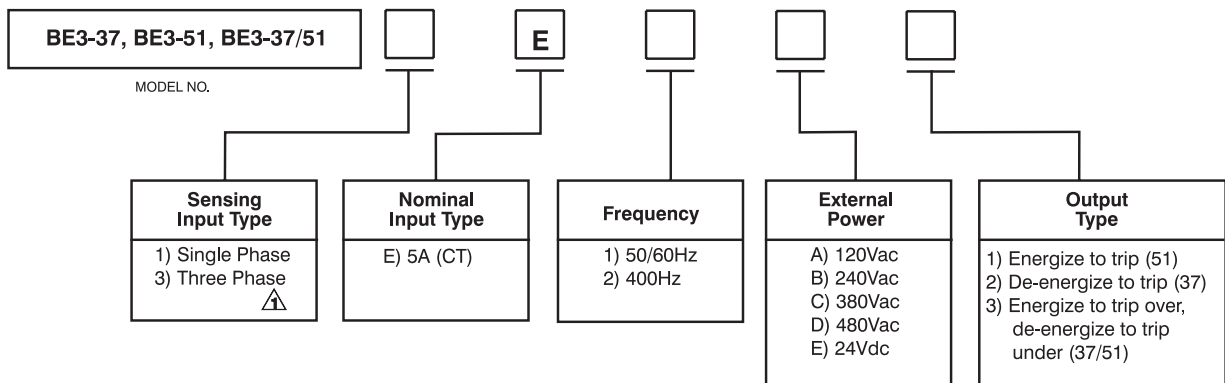 BE3-37, BE3-51, BE3-37/51
E
MODEL NO.
Sensing
Input Type
1) Single Phase
3) Three Phase
1
Nominal
Input Type
E) 5A (CT)
Frequency
1) 50/60Hz
2) 400Hz
External
Power
A) 120Vac
B) 240Vac
C) 380Vac
D) 480Vac
E) 24Vdc
Output
Type
1) Energize to trip (51)
2) De-energize to trip (37)
3) Energize to trip over,
de-energize to trip
under (37/51)